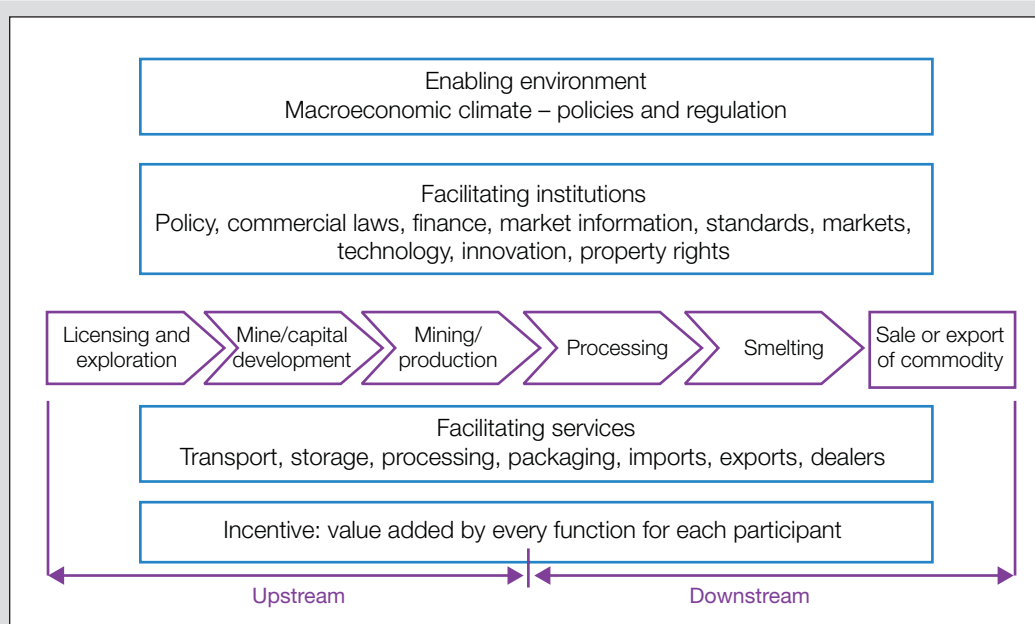 Enabling environment
Macroeconomic climate – policies and regulation
Facilitating institutions
Policy, commercial laws, finance, market information, standards, markets,
technology, innovation, property rights
Licensing and
exploration
Mine/capital
development
Mining/
production
Processing
Smelting
Sale or export
of commodity
Facilitating services
Transport, storage, processing, packaging, imports, exports, dealers
Incentive: value added by every function for each participant
Upstream
Downstream